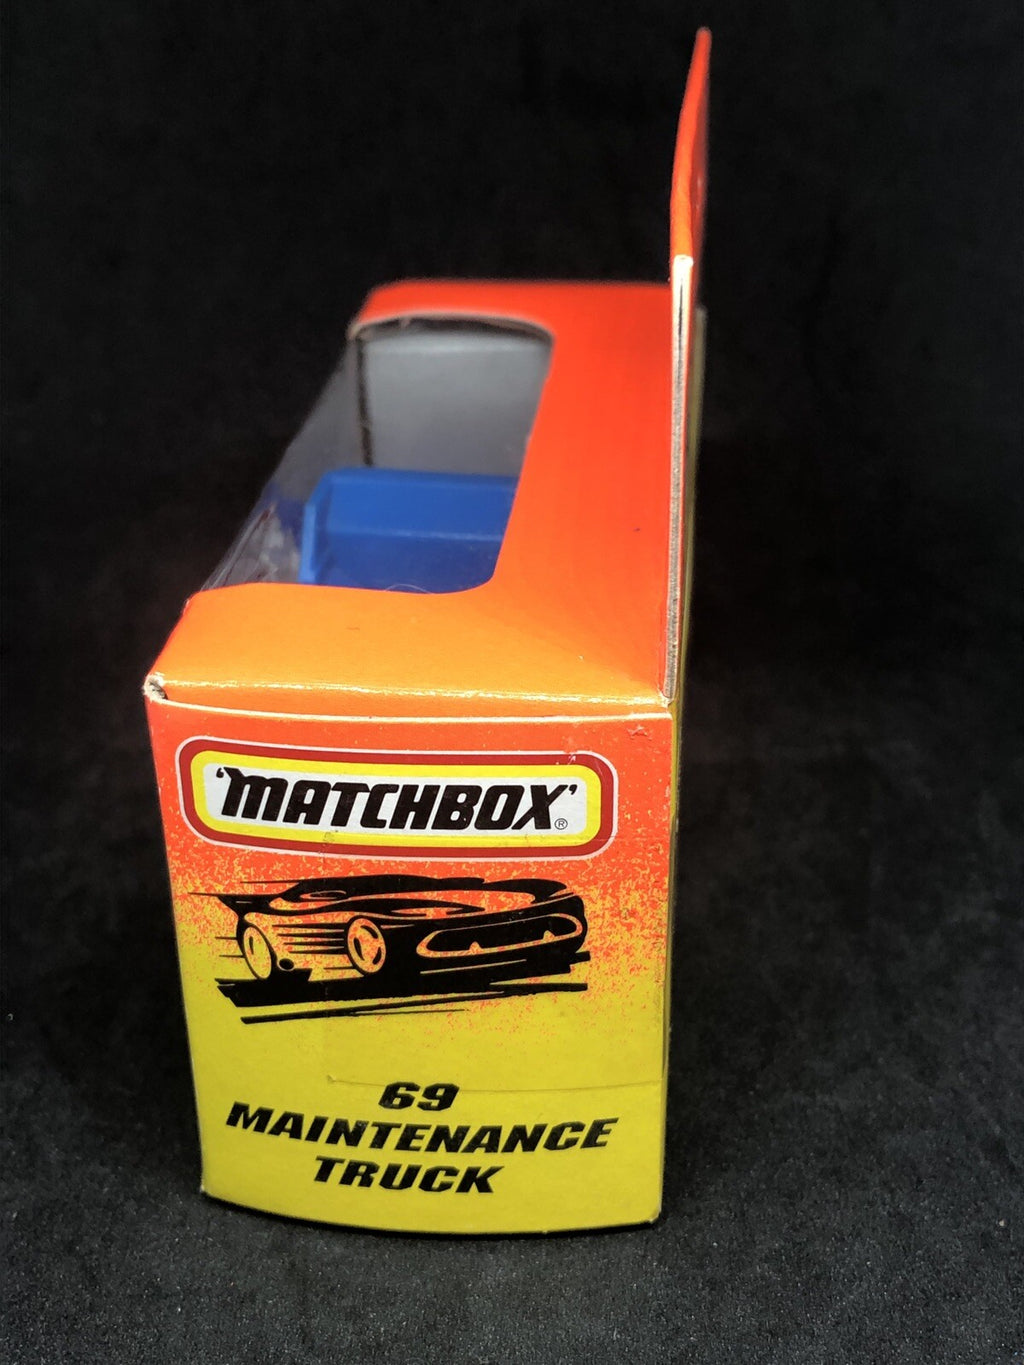 'MATCHBOX'®
69
MAINTENANCE
TRUCK